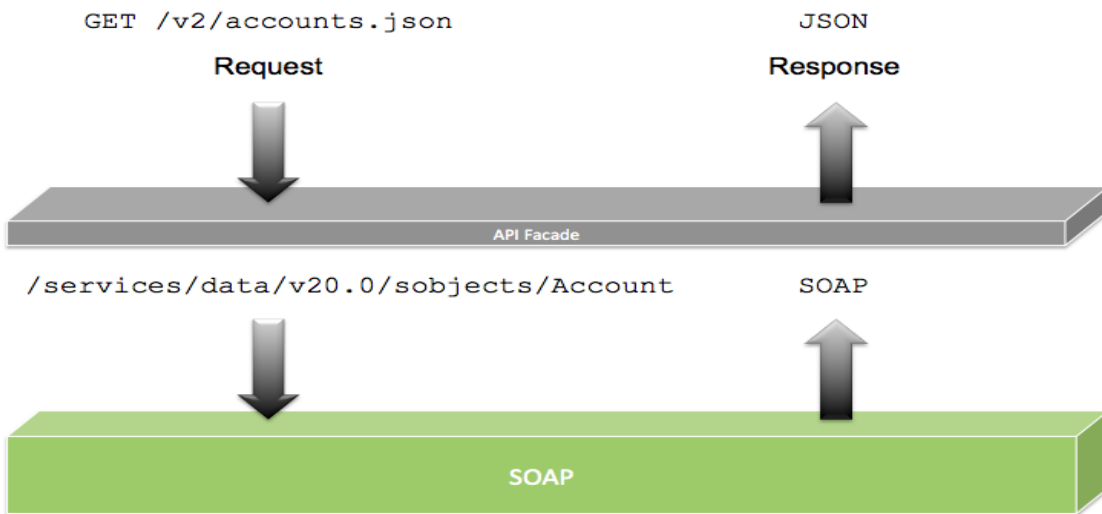 GET /v2/accounts.json JSON
Request Response
API Facade
/services/data/v20.0/sobjects/Account SOAP
SOAP